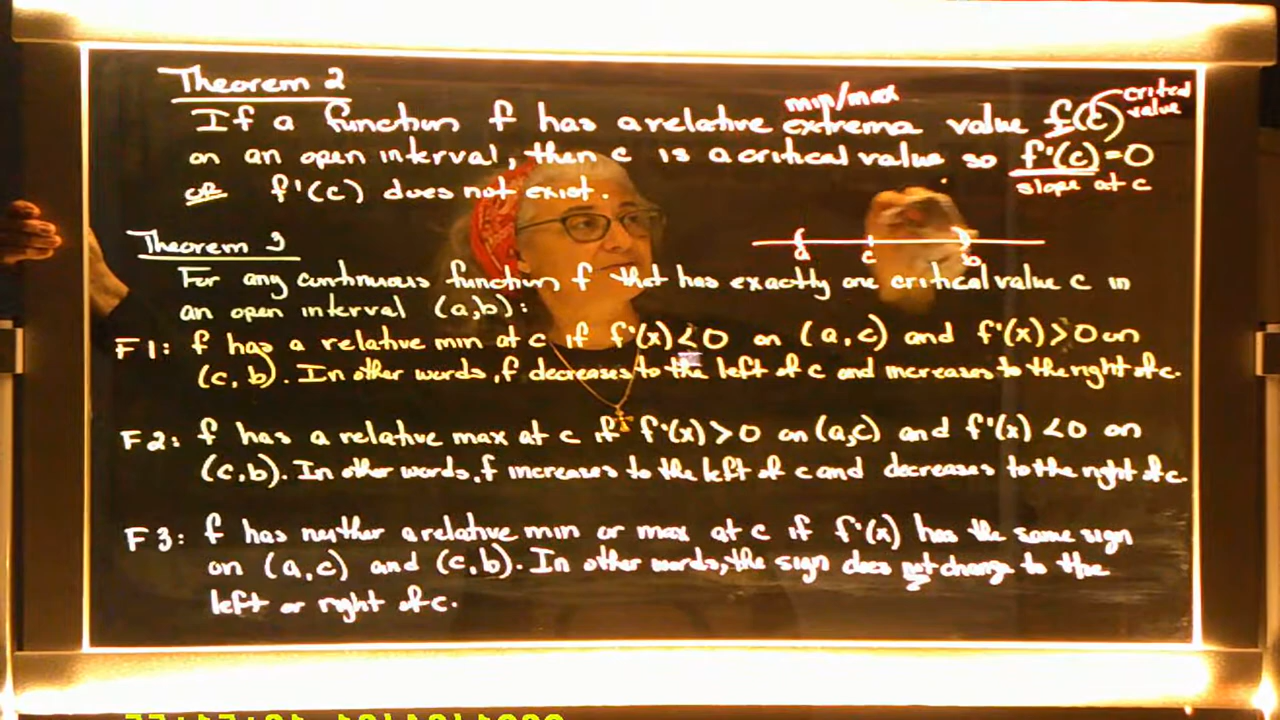 Theorem 2
min/max
If a function f has a relative extrema value f(c) critical value
on an open interval, then c is a critical value so f'(c)=0
or f'(c) does not exist.
slope at c
Theorem 3
a c b
For any continuous function f that has exactly one critical value c in
an open interval (a,b):
F1: f has a relative min at c if f'(x)<0 on (a,c) and f'(x)>0 on
(c,b). In other words, f decreases to the left of c and increases to the right of c.
F2: f has a relative max at c if f'(x)>0 on (a,c) and f'(x)<0 on
(c,b). In other words, f increases to the left of c and decreases to the right of c.
F3: f has neither a relative min or max at c if f'(x) has the same sign
on (a,c) and (c,b). In other words, the sign does not change to the
left or right of c.